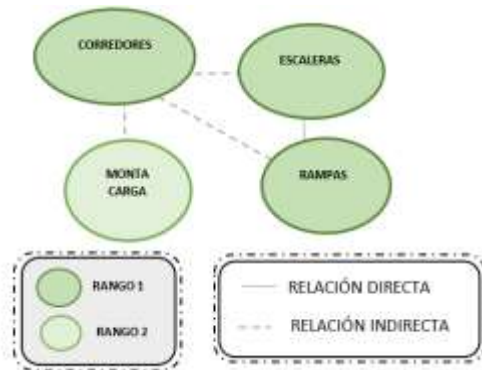 CORREDORES
ESCALERAS
MONTA
CARGA
RAMPAS
RANGO 1
RANGO 2
RELACIÓN DIRECTA
RELACIÓN INDIRECTA